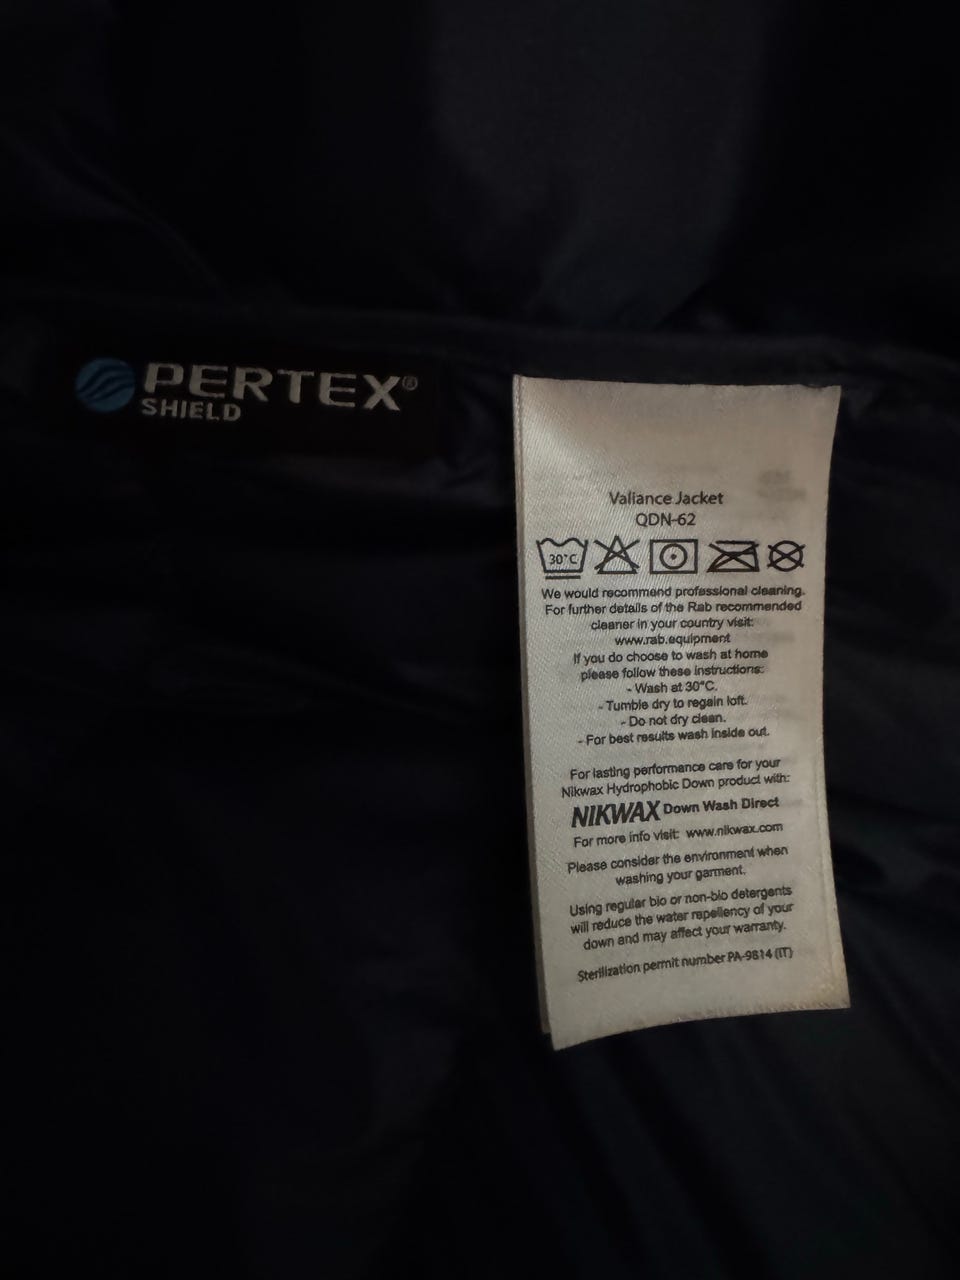 PERTEX®
SHIELD
Valiance Jacket
QDN-62
30°C
We would recommend professional cleaning.
For further details of the Rab recommended
cleaner in your country visit:
www.rab.equipment
If you do choose to wash at home
please follow these instructions:
- Wash at 30°C.
- Tumble dry to regain loft.
- Do not dry clean.
- For best results wash inside out.
For lasting performance care for your
Nikwax Hydrophobic Down product with:
NIKWAX Down Wash Direct
For more info visit: www.nikwax.com
Please consider the environment when
washing your garment.
Using regular bio or non-bio detergents
will reduce the water repellency of your
down and may affect your warranty.
Sterilization permit number PA-9814 (IT)